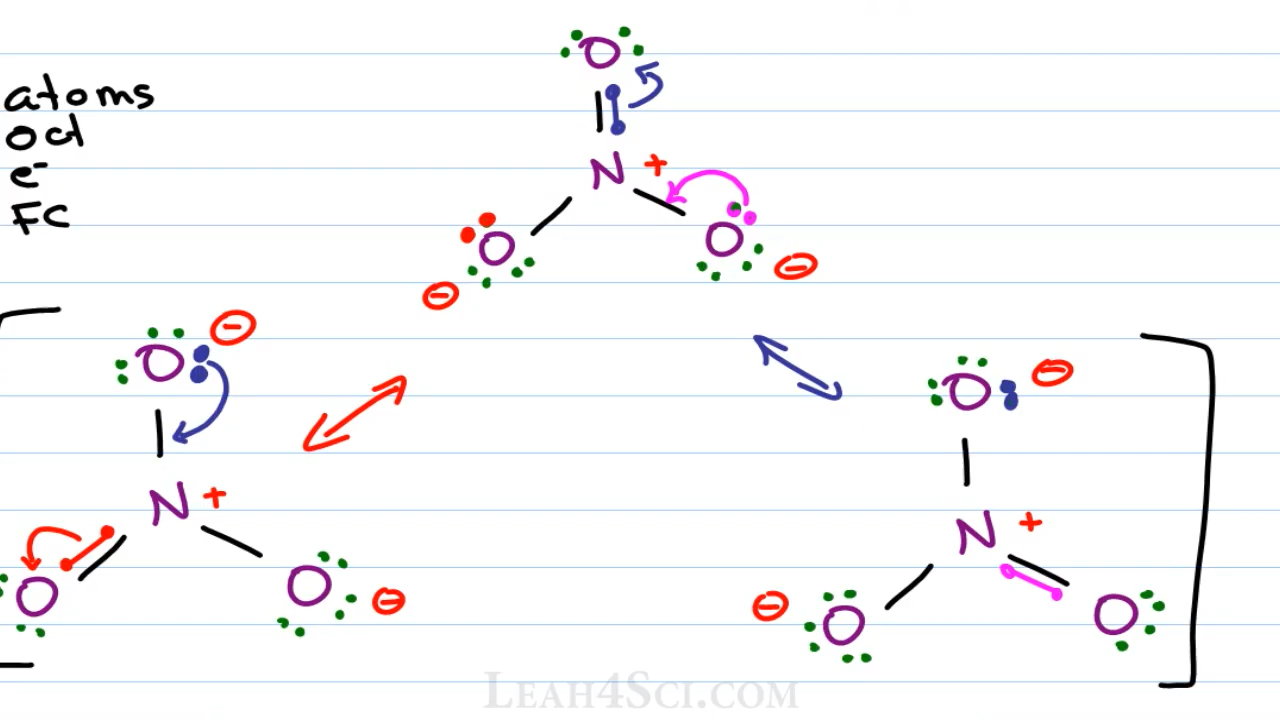 atoms
Oct
e⁻
FC
O
N +
O O ⊖
⊖
O ⊖
N +
O O ⊖
O ⊖
N +
⊖ O O
LEAH4SCI.COM